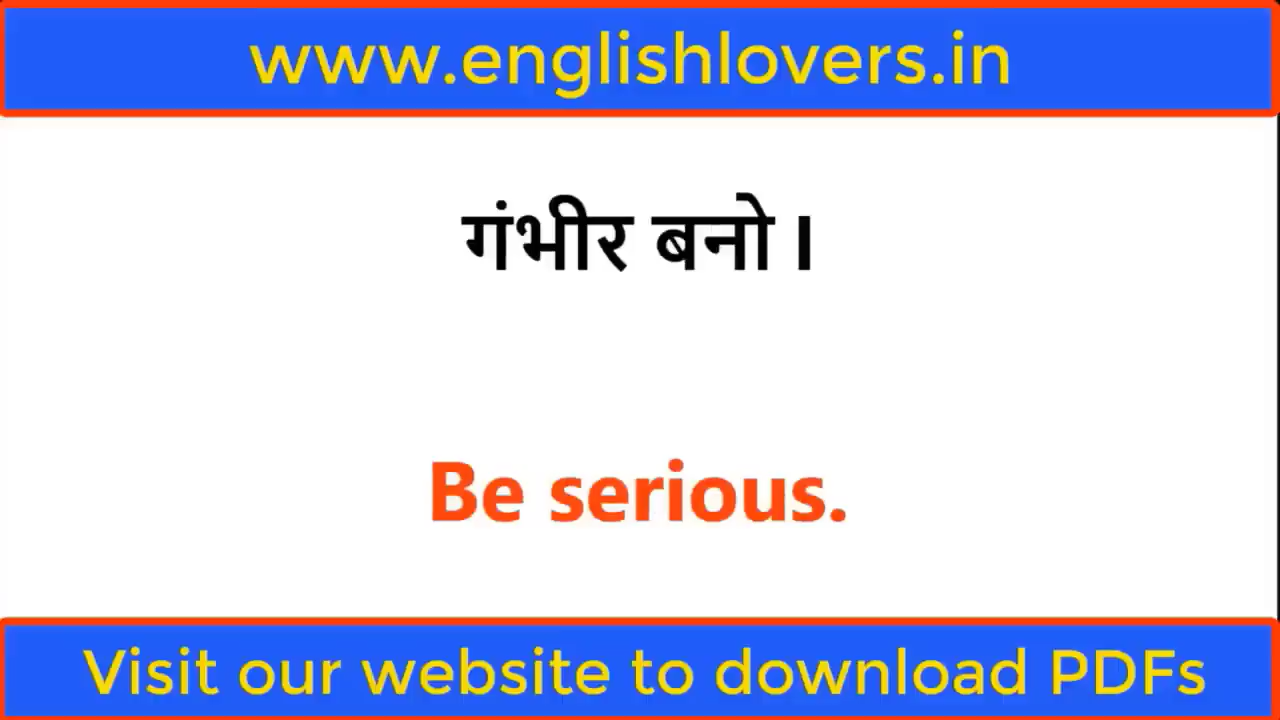 www.englishlovers.in
गंभीर बनो।
Be serious.
Visit our website to download PDFs